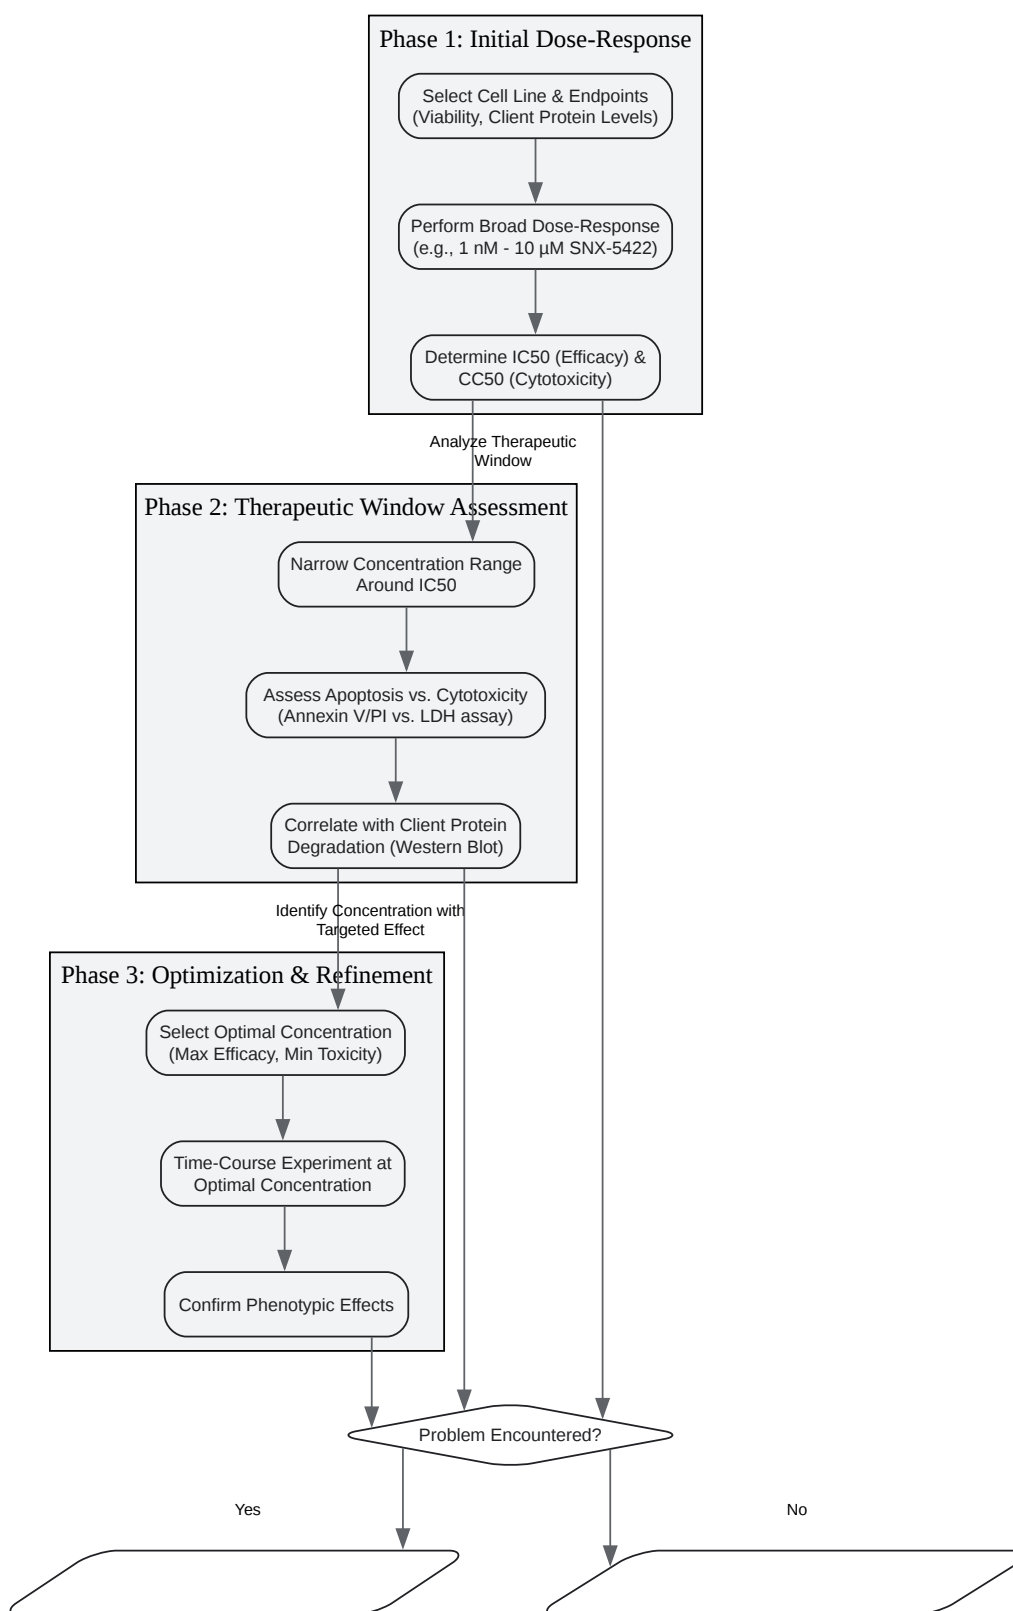 Phase 1: Initial Dose-Response
Select Cell Line & Endpoints
(Viability, Client Protein Levels)
Perform Broad Dose-Response
(e.g., 1 nM - 10 µM SNX-5422)
Determine IC50 (Efficacy) &
CC50 (Cytotoxicity)
Analyze Therapeutic
Window
Phase 2: Therapeutic Window Assessment
Narrow Concentration Range
Around IC50
Assess Apoptosis vs. Cytotoxicity
(Annexin V/PI vs. LDH assay)
Correlate with Client Protein
Degradation (Western Blot)
Identify Concentration with
Targeted Effect
Phase 3: Optimization & Refinement
Select Optimal Concentration
(Max Efficacy, Min Toxicity)
Time-Course Experiment at
Optimal Concentration
Confirm Phenotypic Effects
Problem Encountered?
Yes
No